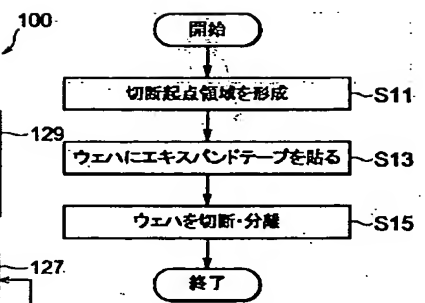 100
開始
切断起点領域を形成
S11
129
ウェハにエキスパンドテープを貼る
S13
ウェハを切断・分離
S15
127
終了